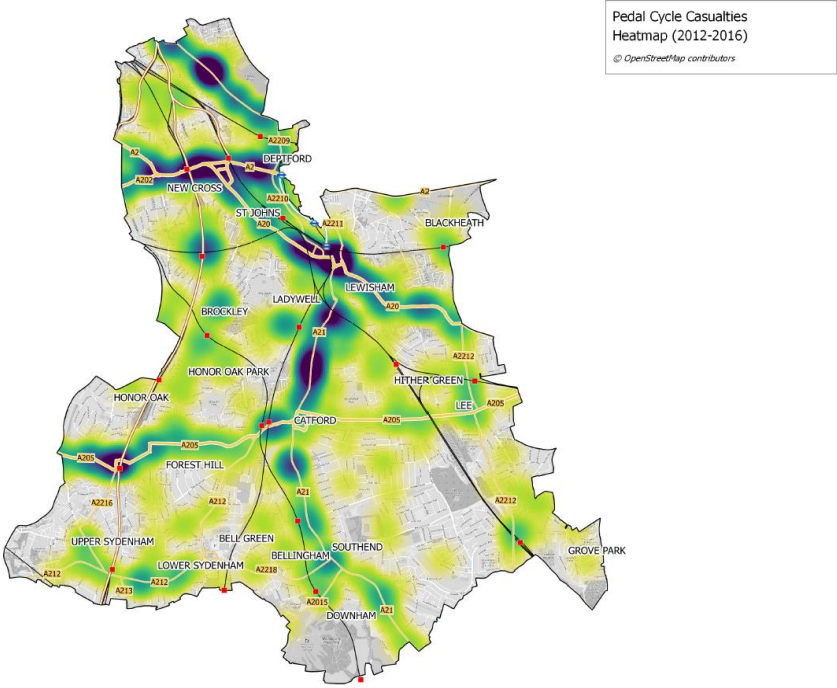 Pedal Cycle Casualties
Heatmap (2012-2016)
© OpenStreetMap contributors
A2209
A2
DEPTFORD
A2
A202
NEW CROSS
A2
A2210
ST JOHNS
A20
A2211
BLACKHEATH
LEWISHAM
LADYWELL
A20
BROCKLEY
A21
A2212
HONOR OAK PARK
HITHER GREEN
HONOR OAK
LEE
A205
CATFORD
A205
A205
A205
FOREST HILL
A21
A2216
A212
A2212
UPPER SYDENHAM
BELL GREEN
SOUTHEND
GROVE PARK
BELLINGHAM
LOWER SYDENHAM
A2218
A212
A212
A213
A2015
A21
DOWNHAM